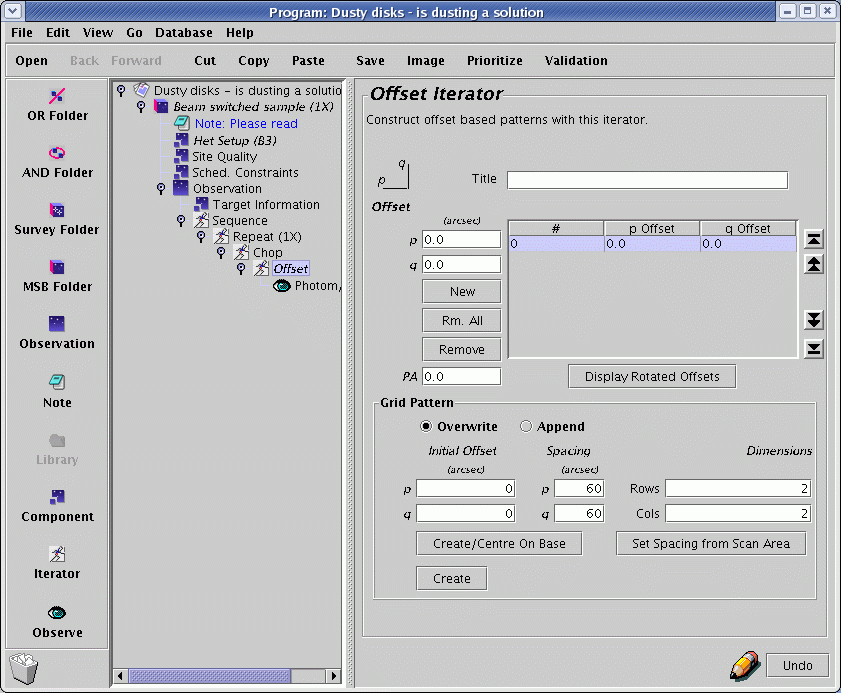 Program: Dusty disks - is dusting a solution
File Edit View Go Database Help
Open Back Forward Cut Copy Paste Save Image Prioritize Validation
OR Folder
AND Folder
Survey Folder
MSB Folder
Observation
Note
Library
Component
Iterator
Observe
Dusty disks - is dusting a solutio
Beam switched sample (1X)
Note: Please read
Het Setup (B3)
Site Quality
Sched. Constraints
Observation
Target Information
Sequence
Repeat (1X)
Chop
Offset
Photom/
Offset Iterator
Construct offset based patterns with this iterator.
q
p
Title
Offset
(arcsec)
p 0.0
q 0.0
New
Rm. All
Remove
PA 0.0
# p Offset q Offset
0 0.0 0.0
Display Rotated Offsets
Grid Pattern
Overwrite Append
Initial Offset Spacing Dimensions
(arcsec) (arcsec)
p 0 p 60 Rows 2
q 0 q 60 Cols 2
Create/Centre On Base Set Spacing from Scan Area
Create
Undo